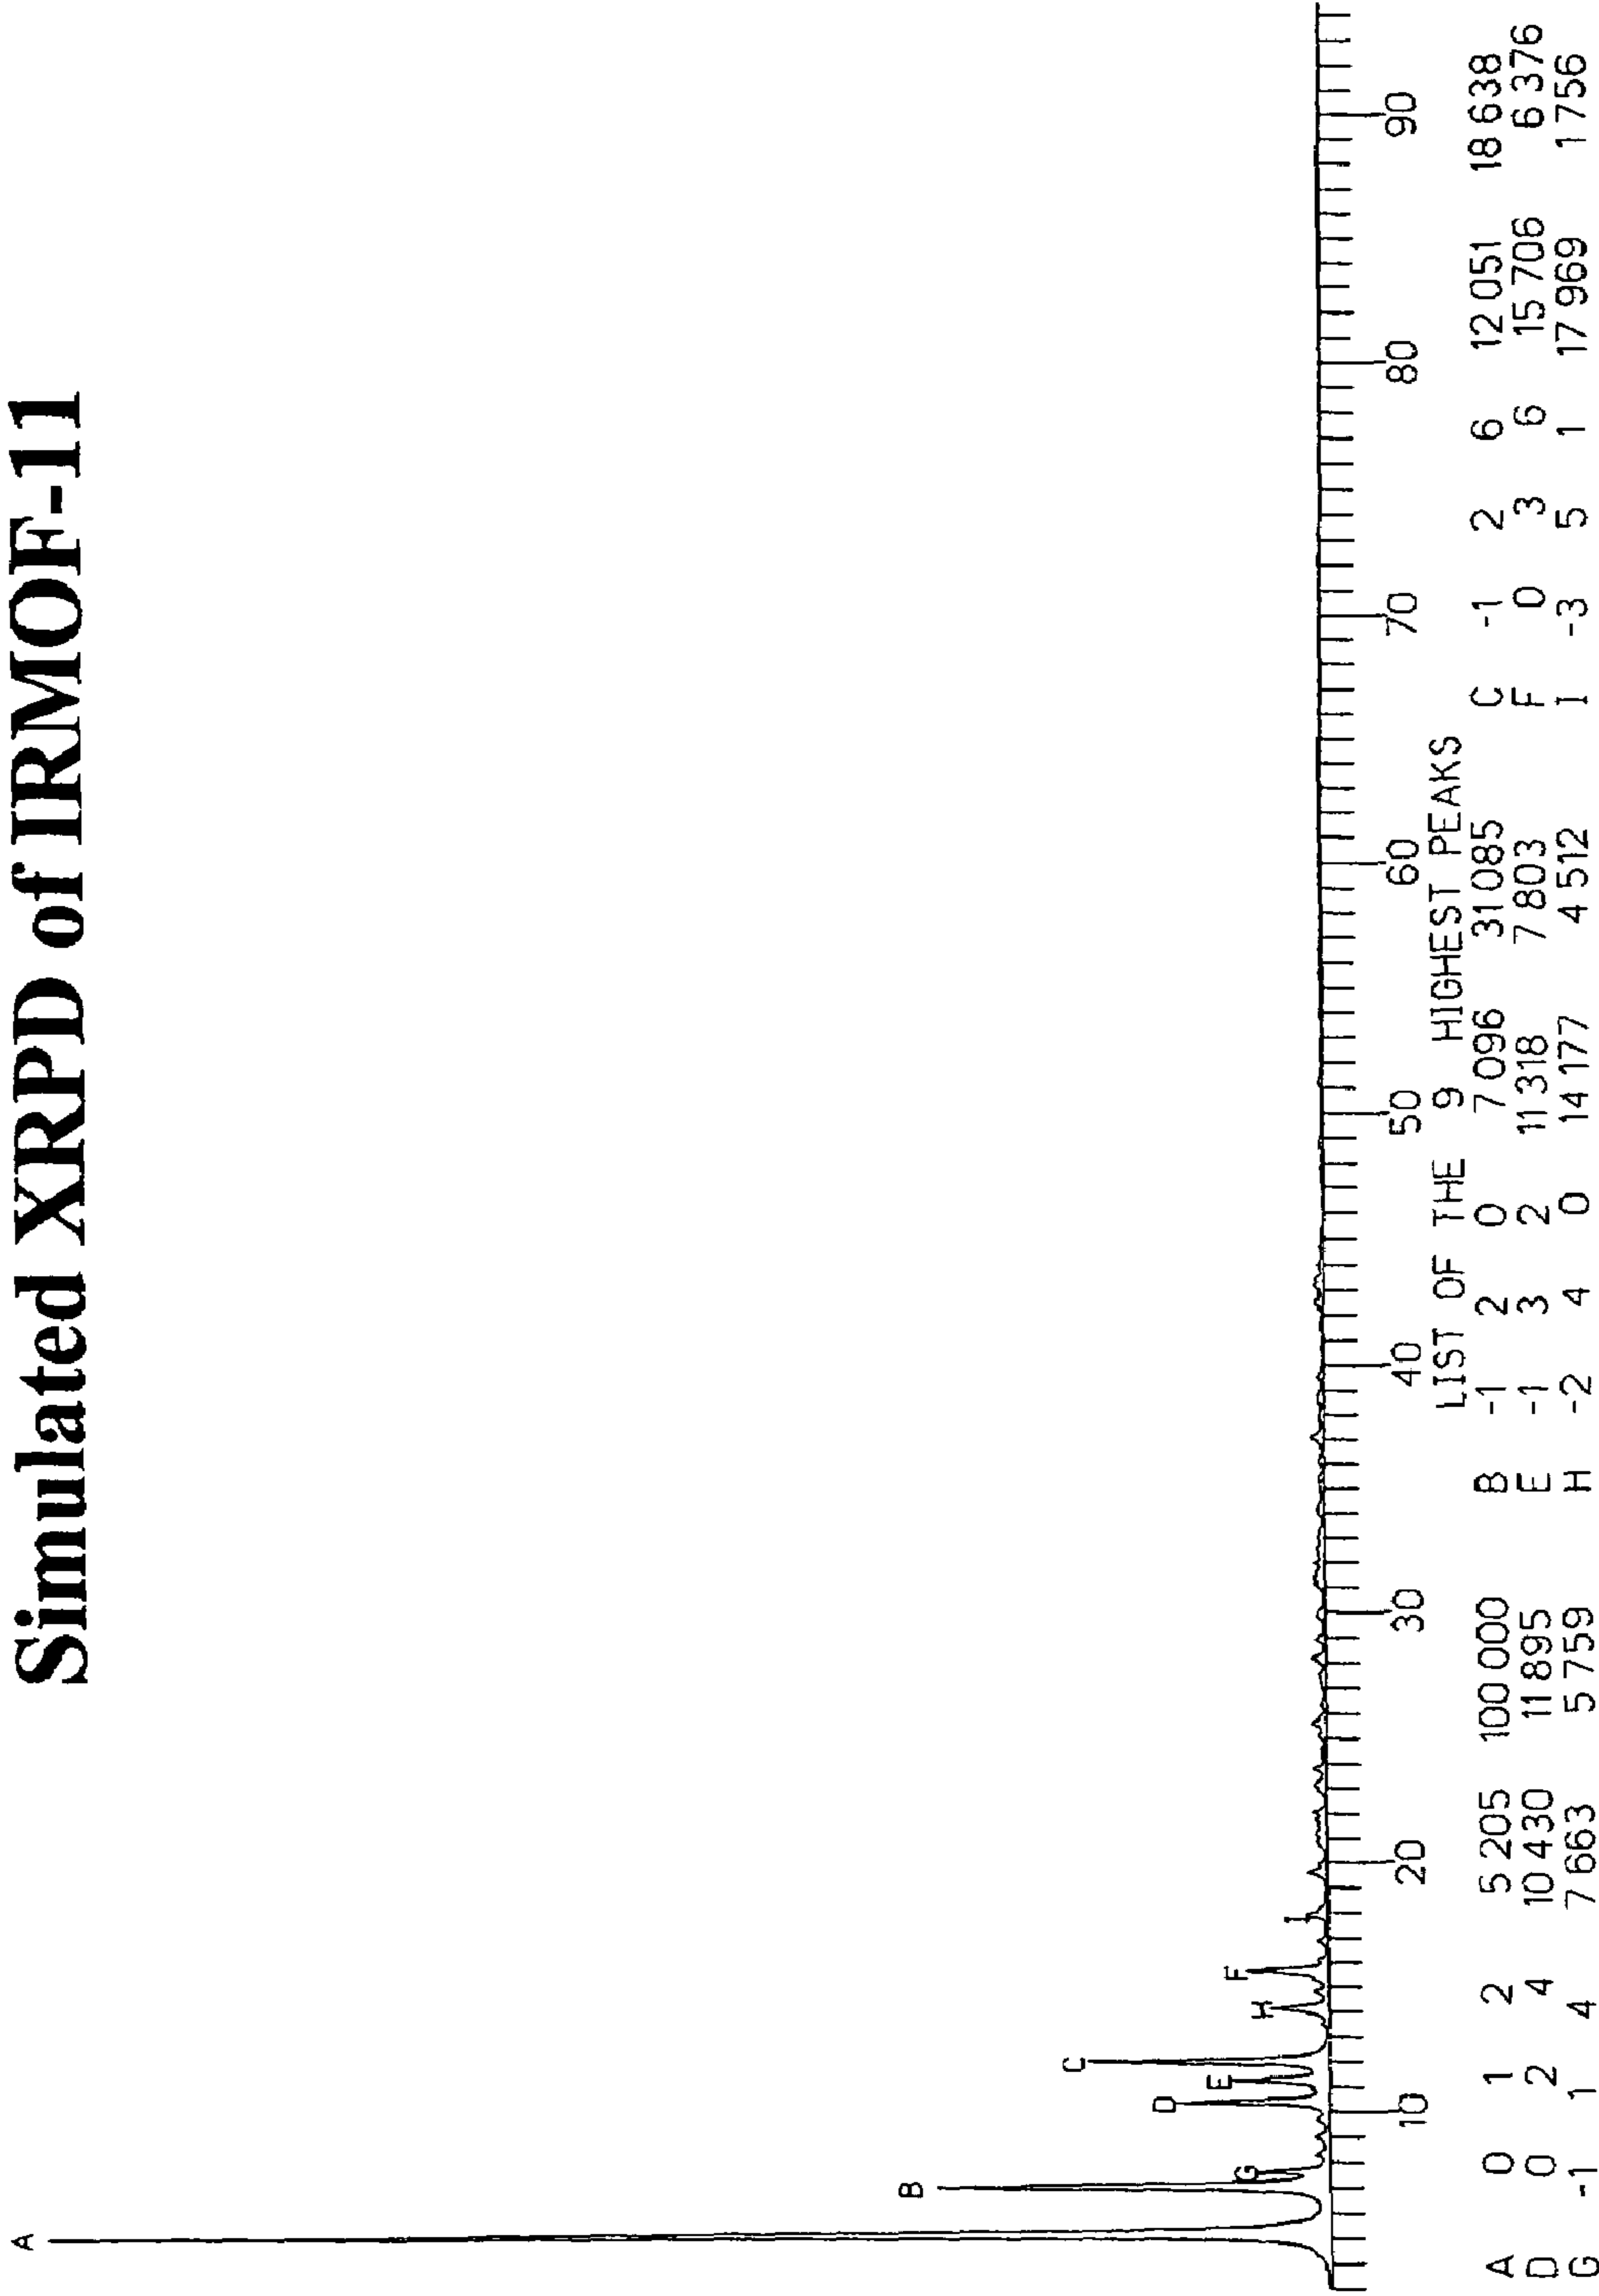 Simulated XRPD of IRMOF-11
A
B
G
D
E
C
H
F
I
10 20 30 40 50 60 70 80 90
LIST OF THE 9 HIGHEST PEAKS
A 0 1 2 5 205 100 000 B -1 2 0 7 096 31 085 C -1 2 6 12 051 18 638
D 0 2 4 10 430 11 895 E -1 3 2 11 318 7 803 F 0 3 6 15 706 6 376
G -1 1 4 7 663 5 759 H -2 4 0 14 177 4 512 I -3 5 1 17 969 1 756